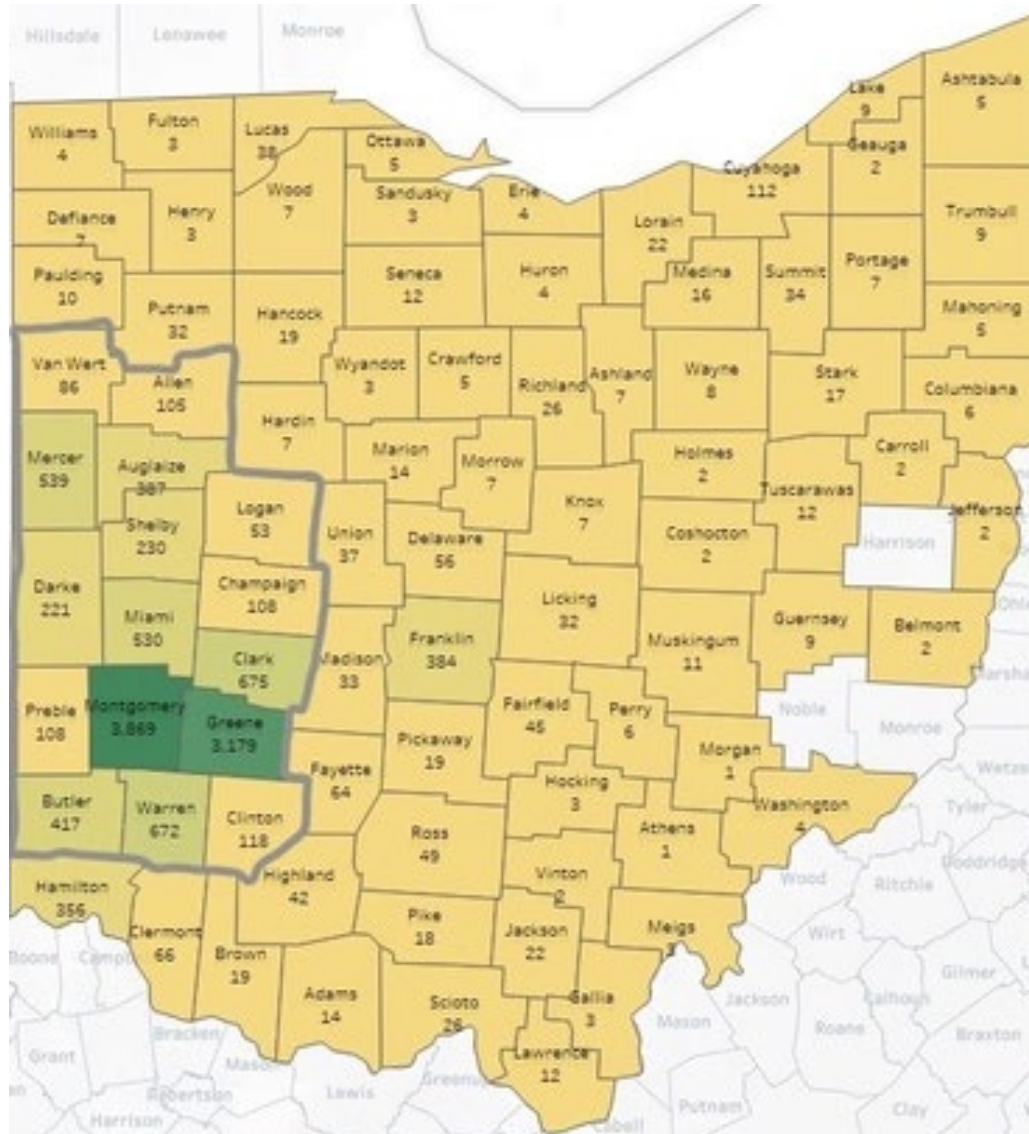 Hillsdale
Lenawee
Monroe
Williams
4
Fulton
3
Lucas
38
Ottawa
5
Lake
9
Ashtabula
5
Geauga
2
Cuyahoga
112
Defiance
7
Henry
3
Wood
7
Sandusky
3
Erie
4
Lorain
22
Trumbull
9
Paulding
10
Putnam
32
Hancock
19
Seneca
12
Huron
4
Medina
16
Summit
34
Portage
7
Mahoning
5
Van Wert
86
Allen
105
Wyandot
3
Crawford
5
Richland
26
Ashland
7
Wayne
8
Stark
17
Columbiana
6
Hardin
7
Mercer
539
Auglaize
387
Marion
14
Morrow
7
Holmes
2
Carroll
2
Logan
53
Shelby
230
Union
37
Delaware
56
Knox
7
Coshocton
2
Tuscarawas
12
Harrison
Jefferson
2
Darke
221
Champaign
108
Miami
530
Licking
32
Guernsey
9
Belmont
2
Franklin
384
Muskingum
11
Clark
675
Madison
33
Preble
108
Montgomery
3,869
Greene
3,179
Fairfield
45
Perry
6
Noble
Monroe
Pickaway
19
Morgan
1
Fayette
64
Hocking
3
Butler
417
Warren
672
Clinton
118
Washington
4
Tyler
Ross
49
Athens
1
Doddridge
Hamilton
356
Highland
42
Vinton
2
Wood
Ritchie
Clermont
66
Pike
18
Jackson
22
Meigs
3
Wirt
Brown
19
Gilmer
Adams
14
Scioto
26
Gallia
3
Jackson
Calhoun
Mason
Roane
Braxton
Bracken
Grant
Lawrence
12
Lewis
Robertson
Harrison
Putnam
Clay